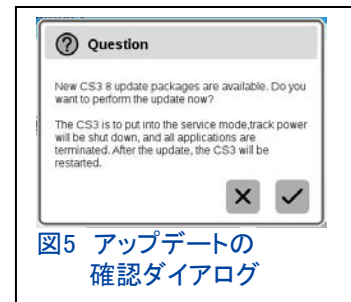 Question
New CS3 8 update packages are available. Do you
want to perform the update now?
The CS3 is to put into the service mode,track power
will be shut down, and all applications are
terminated. After the update, the CS3 will be
restarted.
図5 アップデートの
確認ダイアログ